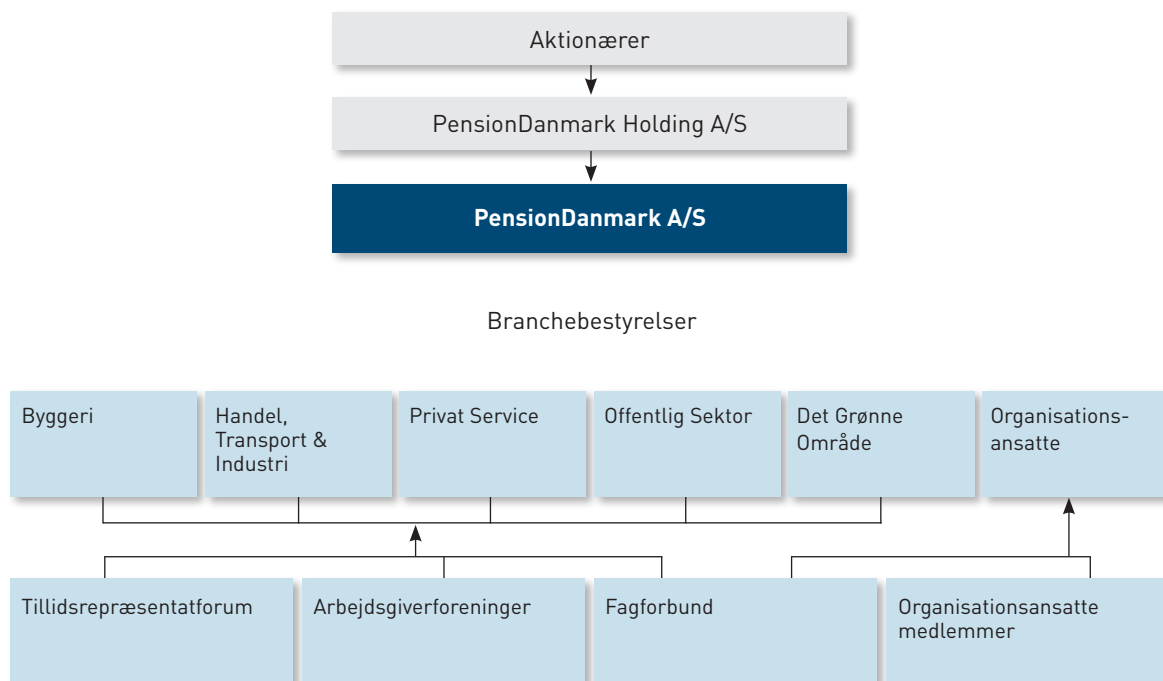 Aktionærer
PensionDanmark Holding A/S
PensionDanmark A/S
Branchebestyrelser
Byggeri
Handel,
Transport &
Industri
Privat Service
Offentlig Sektor
Det Grønne
Område
Organisations-
ansatte
Tillidsrepræsentatforum
Arbejdsgiverforeninger
Fagforbund
Organisationsansatte
medlemmer